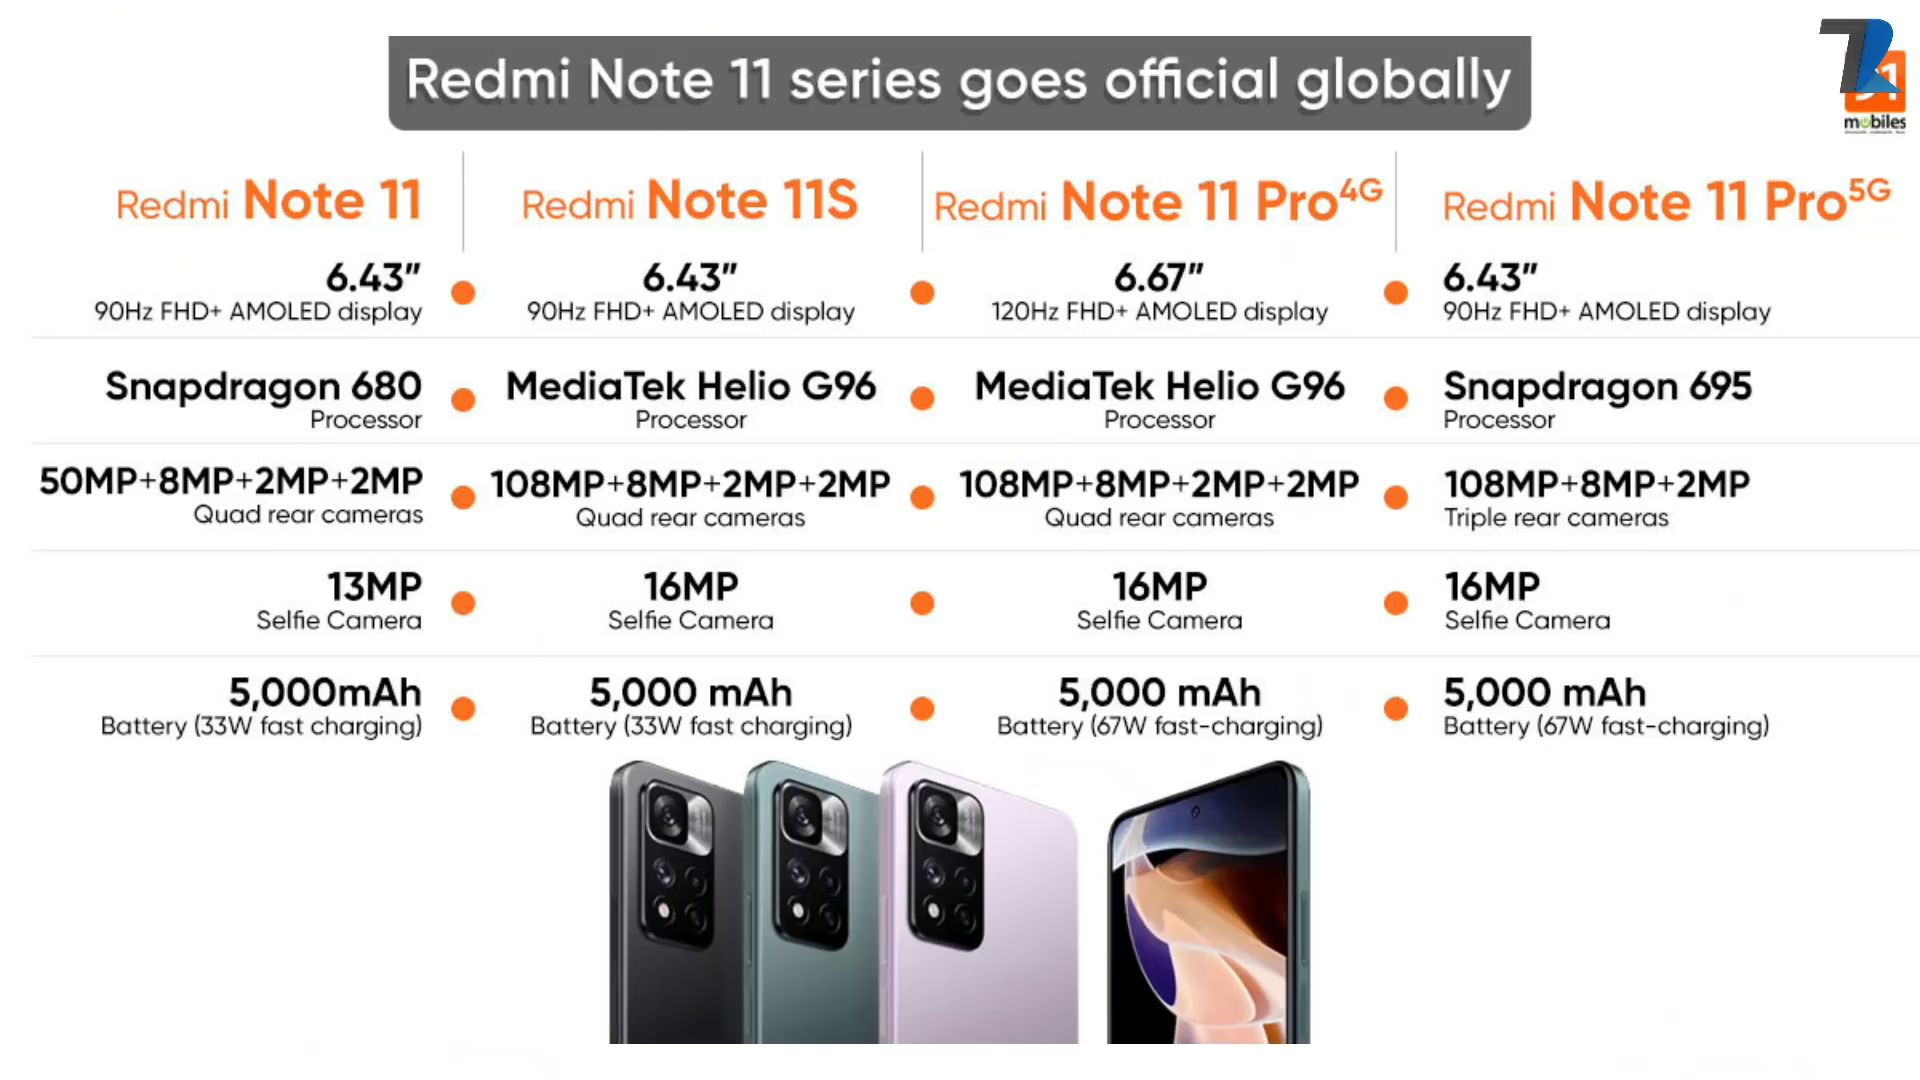 Redmi Note 11 series goes official globally
mobiles
Redmi Note 11
Redmi Note 11S
Redmi Note 11 Pro4G
Redmi Note 11 Pro5G
6.43″
90Hz FHD+ AMOLED display
6.43″
90Hz FHD+ AMOLED display
6.67″
120Hz FHD+ AMOLED display
6.43″
90Hz FHD+ AMOLED display
Snapdragon 680
Processor
MediaTek Helio G96
Processor
MediaTek Helio G96
Processor
Snapdragon 695
Processor
50MP+8MP+2MP+2MP
Quad rear cameras
108MP+8MP+2MP+2MP
Quad rear cameras
108MP+8MP+2MP+2MP
Quad rear cameras
108MP+8MP+2MP
Triple rear cameras
13MP
Selfie Camera
16MP
Selfie Camera
16MP
Selfie Camera
16MP
Selfie Camera
5,000mAh
Battery (33W fast charging)
5,000 mAh
Battery (33W fast charging)
5,000 mAh
Battery (67W fast-charging)
5,000 mAh
Battery (67W fast-charging)